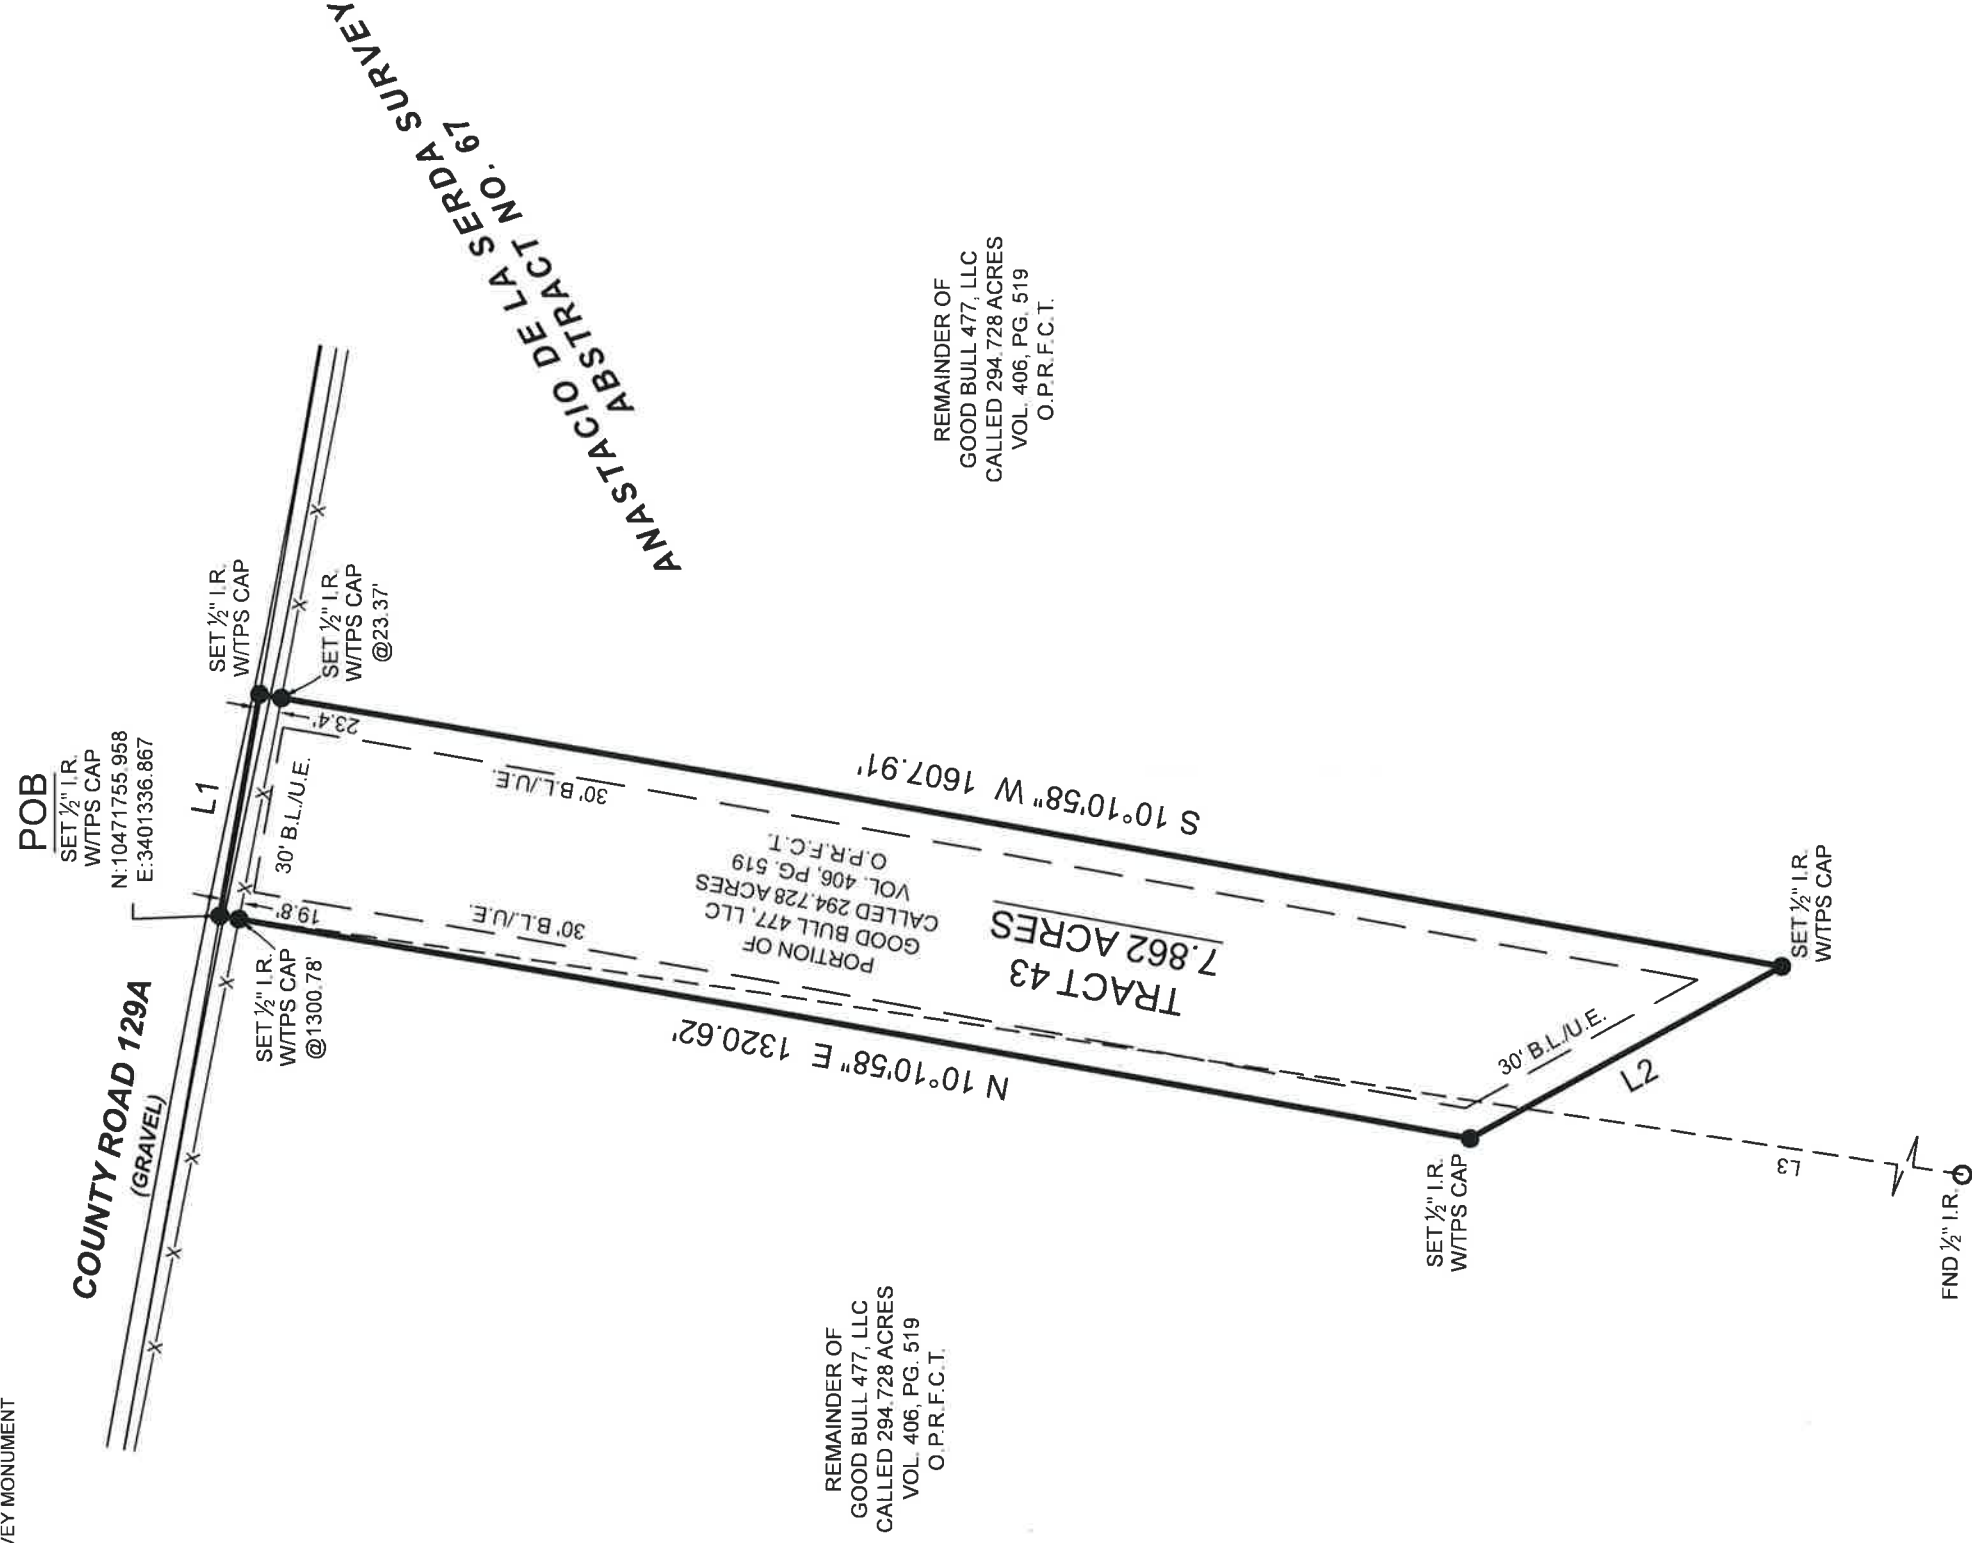 VEY MONUMENT
COUNTY ROAD 129A
(GRAVEL)
POB
SET ½" I.R.
W/TPS CAP
N:10471755.958
E:3401336.867
L1
SET ½" I.R.
W/TPS CAP
SET ½" I.R.
W/TPS CAP
@23.37'
SET ½" I.R.
W/TPS CAP
@1300.78'
19.8'
23.4'
30' B.L./U.E.
30' B.L./U.E.
30' B.L./U.E.
ANASTACIO DE LA SERDA SURVEY
ABSTRACT NO. 67
REMAINDER OF
GOOD BULL 477, LLC
CALLED 294.728 ACRES
VOL. 406, PG. 519
O.P.R.F.C.T.
S 10°10'58" W 1607.91'
PORTION OF
GOOD BULL 477, LLC
CALLED 294.728 ACRES
VOL. 406, PG. 519
O.P.R.F.C.T.
TRACT 43
7.862 ACRES
N 10°10'58" E 1320.62'
30' B.L./U.E.
L2
SET ½" I.R.
W/TPS CAP
SET ½" I.R.
W/TPS CAP
L3
FND ½" I.R.
REMAINDER OF
GOOD BULL 477, LLC
CALLED 294.728 ACRES
VOL. 406, PG. 519
O.P.R.F.C.T.